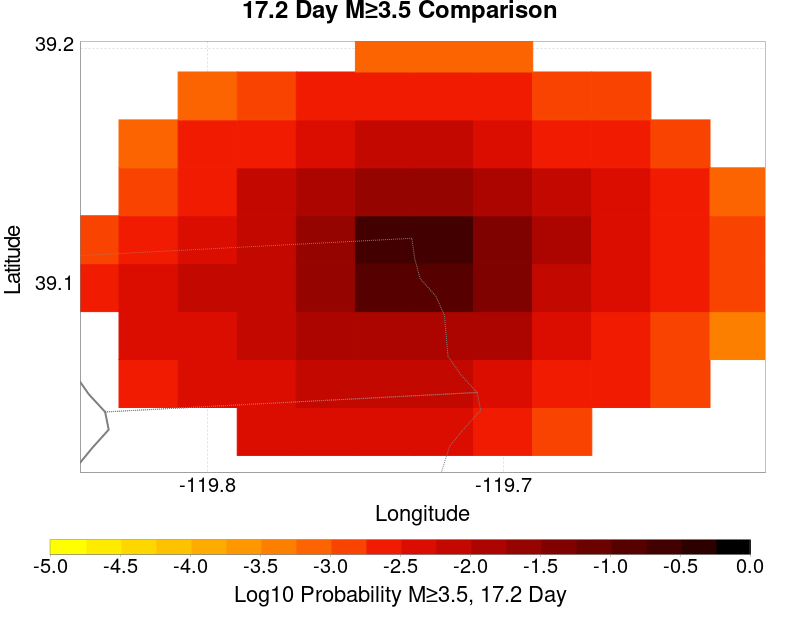 17.2 Day M≥3.5 Comparison
39.2
39.1
Latitude
-119.8 -119.7
Longitude
-5.0 -4.5 -4.0 -3.5 -3.0 -2.5 -2.0 -1.5 -1.0 -0.5 0.0
Log10 Probability M≥3.5, 17.2 Day